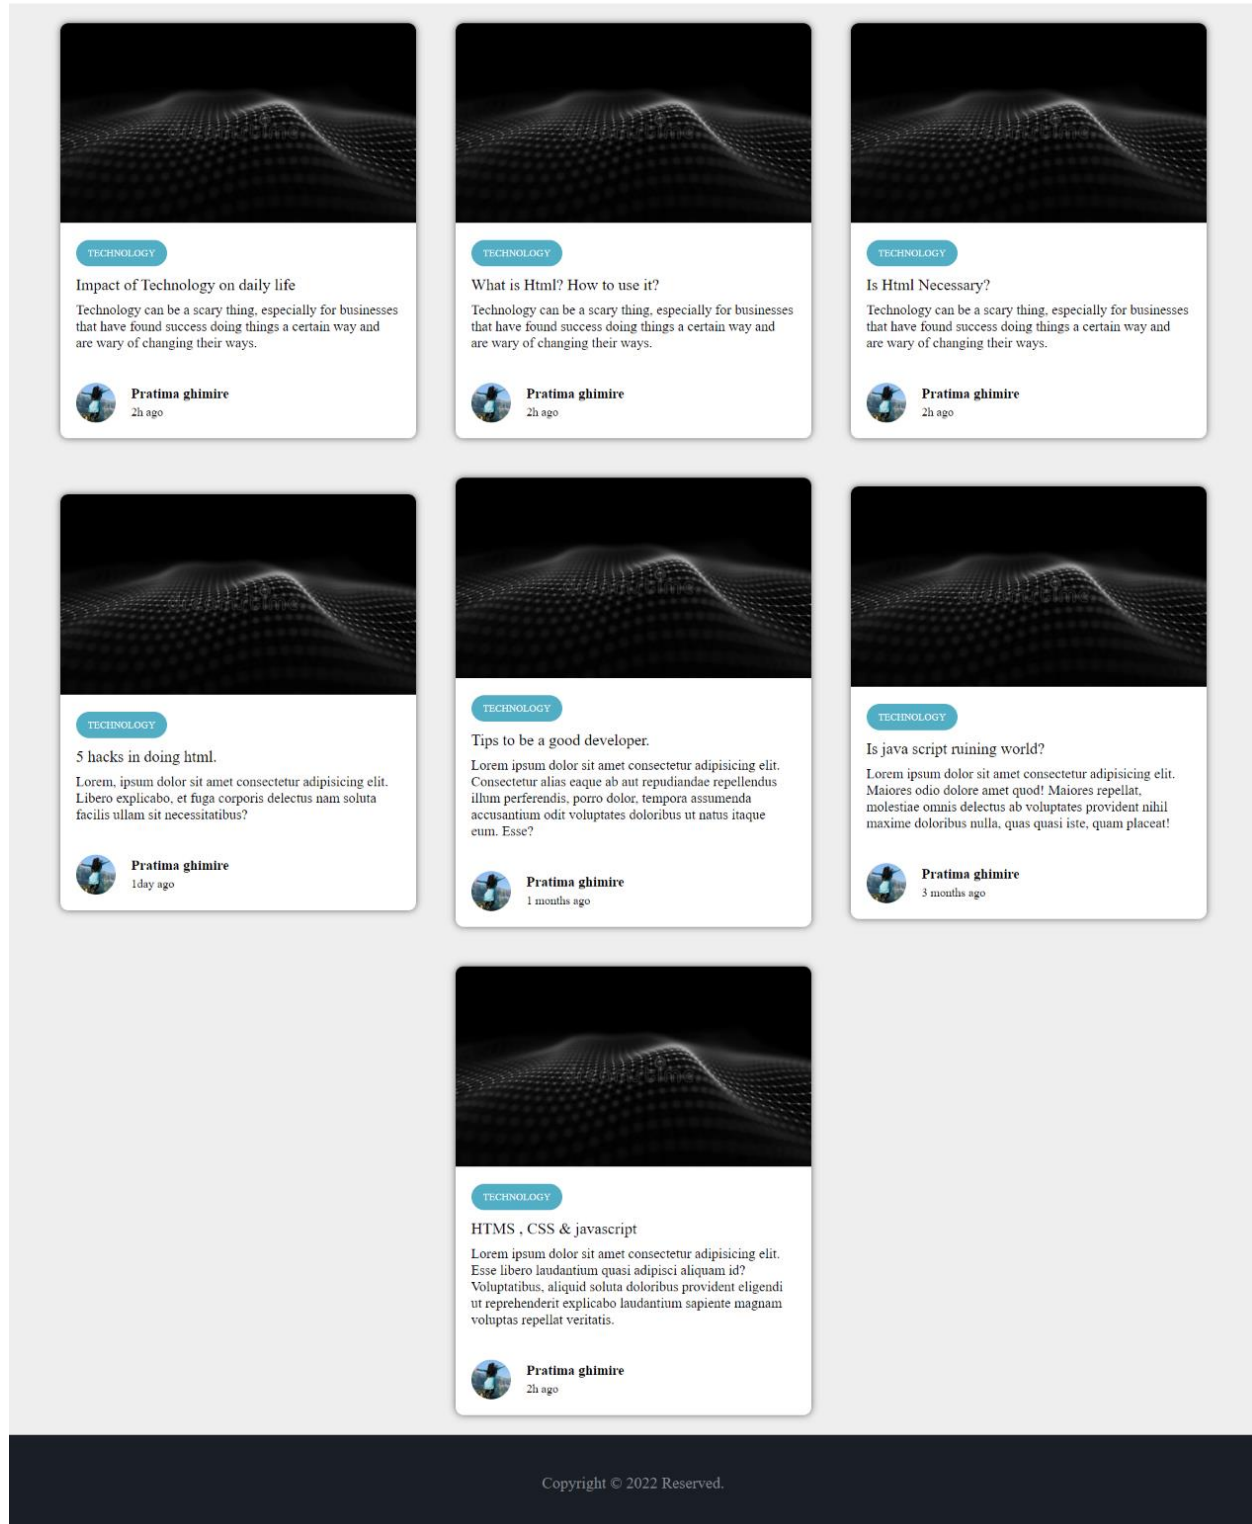 TECHNOLOGY
Impact of Technology on daily life
Technology can be a scary thing, especially for businesses
that have found success doing things a certain way and
are wary of changing their ways.
Pratima ghimire
2h ago
TECHNOLOGY
What is Html? How to use it?
Technology can be a scary thing, especially for businesses
that have found success doing things a certain way and
are wary of changing their ways.
Pratima ghimire
2h ago
TECHNOLOGY
Is Html Necessary?
Technology can be a scary thing, especially for businesses
that have found success doing things a certain way and
are wary of changing their ways.
Pratima ghimire
2h ago
TECHNOLOGY
5 hacks in doing html.
Lorem, ipsum dolor sit amet consectetur adipisicing elit.
Libero explicabo, et fuga corporis delectus nam soluta
facilis ullam sit necessitatibus?
Pratima ghimire
1day ago
TECHNOLOGY
Tips to be a good developer.
Lorem ipsum dolor sit amet consectetur adipisicing elit.
Consectetur alias eaque ab aut repudiandae repellendus
illum perferendis, porro dolor, tempora assumenda
accusantium odit voluptates doloribus ut natus itaque
eum. Esse?
Pratima ghimire
1 months ago
TECHNOLOGY
Is java script ruining world?
Lorem ipsum dolor sit amet consectetur adipisicing elit.
Maiores odio dolore amet quod! Maiores repellat,
molestiae omnis delectus ab voluptates provident nihil
maxime doloribus nulla, quas quasi iste, quam placeat!
Pratima ghimire
3 months ago
TECHNOLOGY
HTMS , CSS & javascript
Lorem ipsum dolor sit amet consectetur adipisicing elit.
Esse libero laudantium quasi adipisci aliquam id?
Voluptatibus, aliquid soluta doloribus provident eligendi
ut reprehenderit explicabo laudantium sapiente magnam
voluptas repellat veritatis.
Pratima ghimire
2h ago
Copyright © 2022 Reserved.